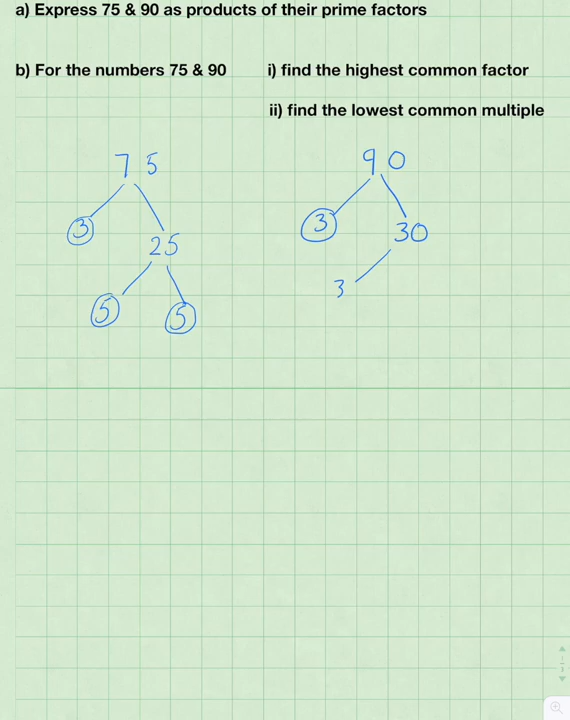 a) Express 75 & 90 as products of their prime factors
b) For the numbers 75 & 90 i) find the highest common factor
ii) find the lowest common multiple
75 90
3 25 3 30
5 5 3